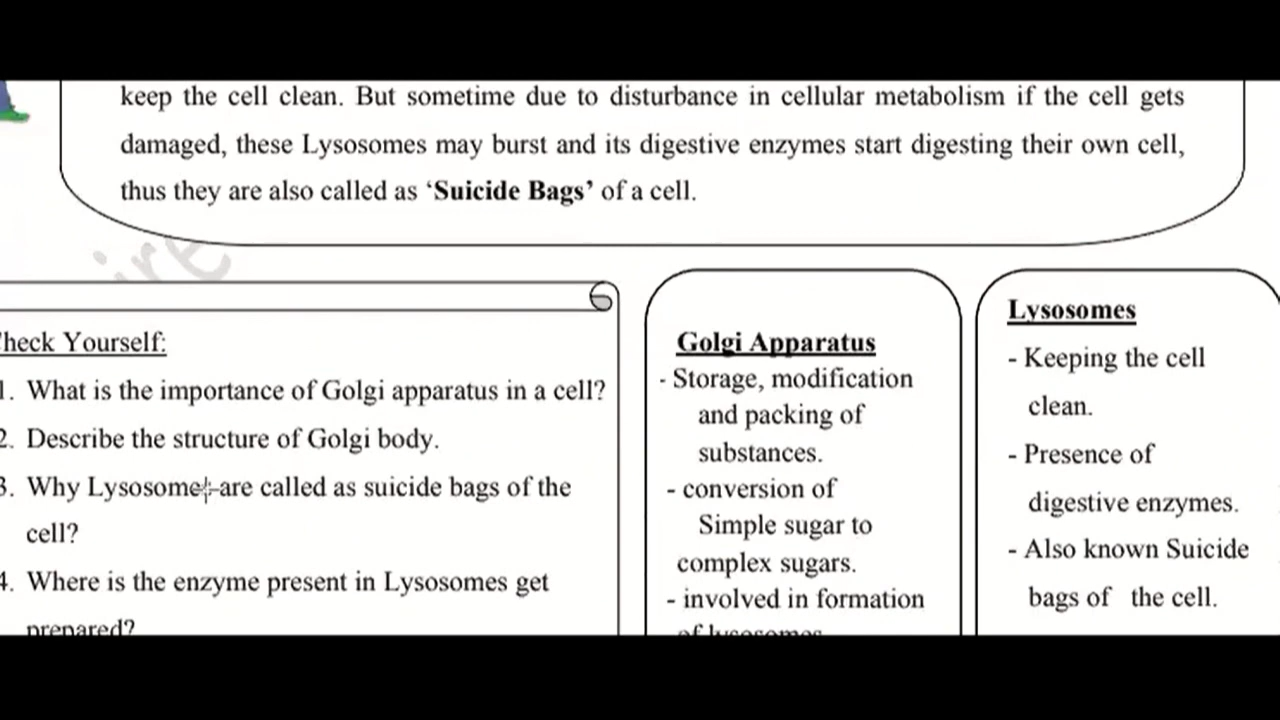 keep the cell clean. But sometime due to disturbance in cellular metabolism if the cell gets
damaged, these Lysosomes may burst and its digestive enzymes start digesting their own cell,
thus they are also called as ‘Suicide Bags’ of a cell.
heck Yourself:
1. What is the importance of Golgi apparatus in a cell?
2. Describe the structure of Golgi body.
3. Why Lysosome are called as suicide bags of the
cell?
4. Where is the enzyme present in Lysosomes get
prepared?
Golgi Apparatus
- Storage, modification
and packing of
substances.
- conversion of
Simple sugar to
complex sugars.
- involved in formation
of lysosomes
Lysosomes
- Keeping the cell
clean.
- Presence of
digestive enzymes.
- Also known Suicide
bags of the cell.